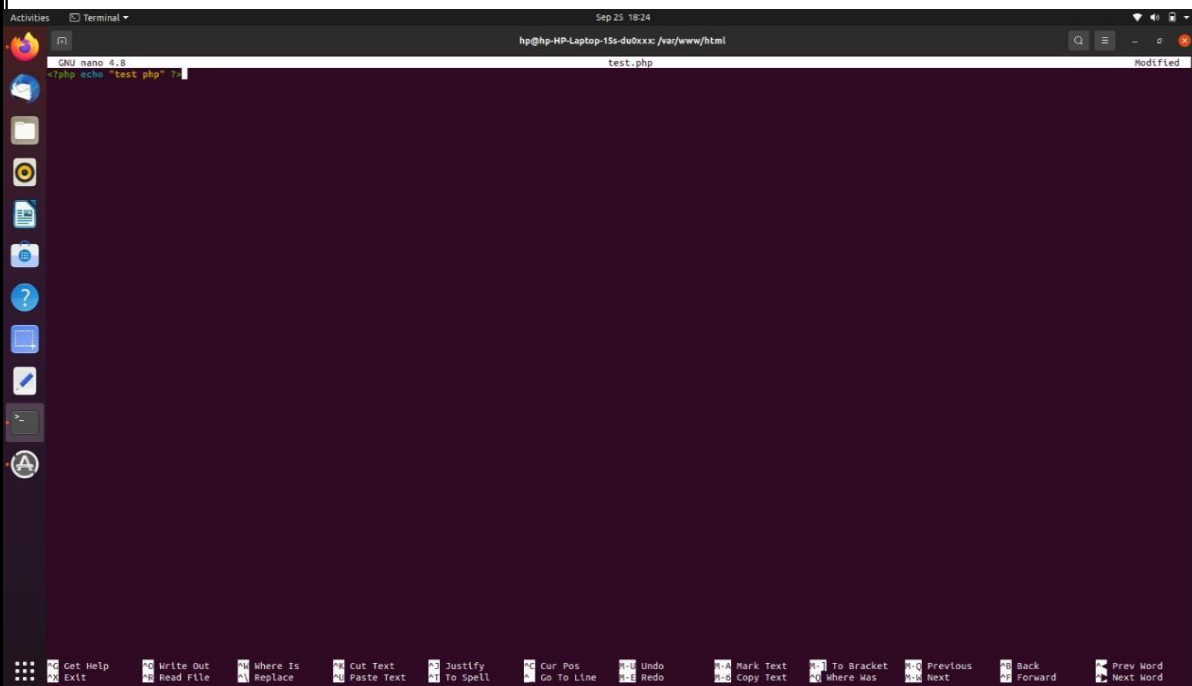 Activities Terminal Sep 25 18:24
hp@hp-HP-Laptop-15s-du0xxx: /var/www/html
GNU nano 4.8 test.php Modified
<?php echo "test php" ?>
^G Get Help ^O Write Out ^W Where Is ^K Cut Text ^J Justify ^C Cur Pos M-U Undo M-A Mark Text M-] To Bracket M-Q Previous ^B Back ^◀ Prev Word
^X Exit ^R Read File ^\ Replace ^U Paste Text ^T To Spell ^_ Go To Line M-E Redo M-6 Copy Text ^Q Where Was M-W Next ^F Forward ^▶ Next Word